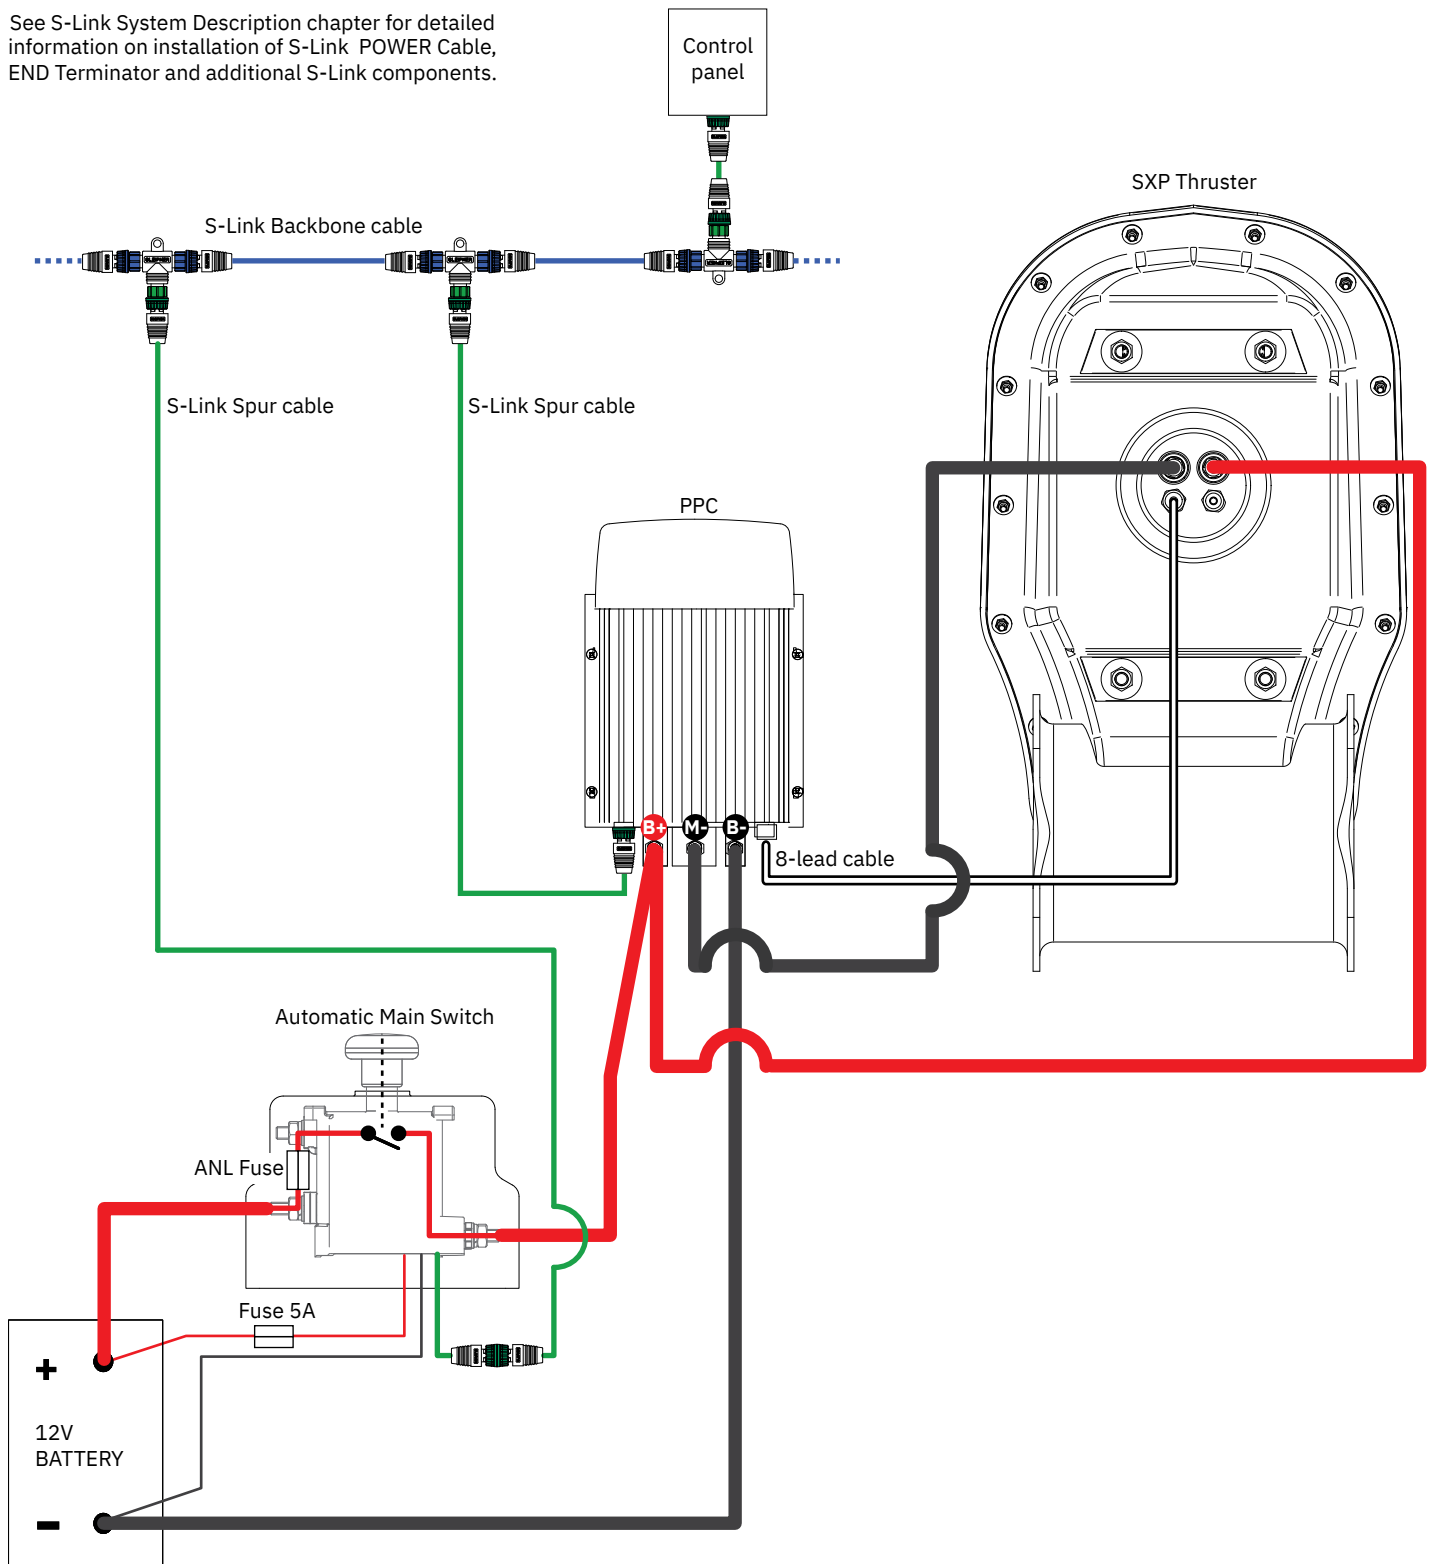 See S-Link System Description chapter for detailed
information on installation of S-Link POWER Cable,
END Terminator and additional S-Link components.
Control
panel
SXP Thruster
S-Link Backbone cable
S-Link Spur cable
S-Link Spur cable
PPC
B+
M-
B-
8-lead cable
Automatic Main Switch
ANL Fuse
Fuse 5A
+
12V
BATTERY
-